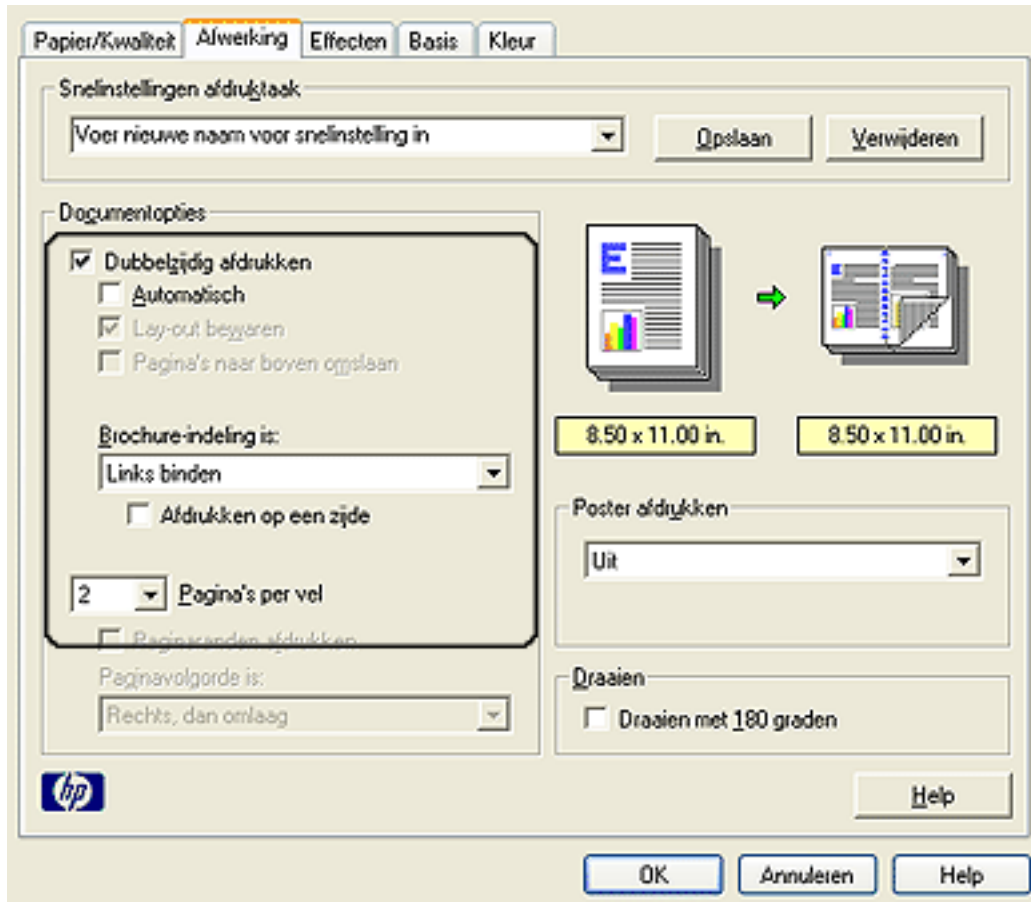 Papier/Kwaliteit Afwerking Effecten Basis Kleur
Snelinstellingen afdruktaak
Voer nieuwe naam voor snelinstelling in Opslaan Verwijderen
Documentopties
Dubbelzijdig afdrukken
Automatisch
Lay-out bewaren
Pagina's naar boven omslaan
Brochure-indeling is:
Links binden
Afdrukken op een zijde
2 Pagina's per vel
Paginaranden afdrukken
Paginavolgorde is:
Rechts, dan omlaag
E
8.50 x 11.00 in. 8.50 x 11.00 in.
Poster afdrukken
Uit
Draaien
Draaien met 180 graden
hp
Help
OK Annuleren Help